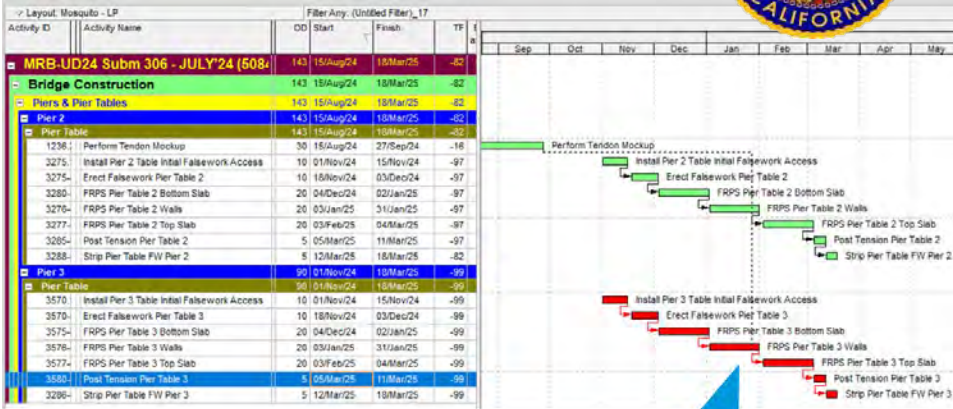 Layout: Mosquito - LP Filter Any: (Untitled Filter)_17
CALIFORNIA
Activity ID Activity Name OD Start Finish TF
Sep Oct Nov Dec Jan Feb Mar Apr May
MRB-UD24 Subm 306 - JULY'24 (508 143 15/Aug/24 18/Mar/25 -82
Bridge Construction 143 15/Aug/24 18/Mar/25 -82
Piers & Pier Tables 143 15/Aug/24 18/Mar/25 -82
Pier 2 143 15/Aug/24 18/Mar/25 -82
Pier Table 143 15/Aug/24 18/Mar/25 -82
1236. Perform Tendon Mockup 30 15/Aug/24 27/Sep/24 -16 Perform Tendon Mockup
3275. Install Pier 2 Table Initial Falsework Access 10 01/Nov/24 15/Nov/24 -97 Install Pier 2 Table Initial Falsework Access
3275- Erect Falsework Pier Table 2 10 18/Nov/24 03/Dec/24 -97 Erect Falsework Pier Table 2
3280- FRPS Pier Table 2 Bottom Slab 20 04/Dec/24 02/Jan/25 -97 FRPS Pier Table 2 Bottom Slab
3276- FRPS Pier Table 2 Walls 20 03/Jan/25 31/Jan/25 -97 FRPS Pier Table 2 Walls
3277- FRPS Pier Table 2 Top Slab 20 03/Feb/25 04/Mar/25 -97 FRPS Pier Table 2 Top Slab
3285- Post Tension Pier Table 2 5 05/Mar/25 11/Mar/25 -97 Post Tension Pier Table 2
3288- Strip Pier Table FW Pier 2 5 12/Mar/25 18/Mar/25 -82 Strip Pier Table FW Pier 2
Pier 3 90 01/Nov/24 18/Mar/25 -99
Pier Table 90 01/Nov/24 18/Mar/25 -99
3570. Install Pier 3 Table Initial Falsework Access 10 01/Nov/24 15/Nov/24 -99 Install Pier 3 Table Initial Falsework Access
3570- Erect Falsework Pier Table 3 10 18/Nov/24 03/Dec/24 -99 Erect Falsework Pier Table 3
3575- FRPS Pier Table 3 Bottom Slab 20 04/Dec/24 02/Jan/25 -99 FRPS Pier Table 3 Bottom Slab
3576- FRPS Pier Table 3 Walls 20 03/Jan/25 31/Jan/25 -99 FRPS Pier Table 3 Walls
3577- FRPS Pier Table 3 Top Slab 20 03/Feb/25 04/Mar/25 -99 FRPS Pier Table 3 Top Slab
3580- Post Tension Pier Table 3 5 05/Mar/25 11/Mar/25 -99 Post Tension Pier Table 3
3286- Strip Pier Table FW Pier 3 5 12/Mar/25 18/Mar/25 -99 Strip Pier Table FW Pier 3